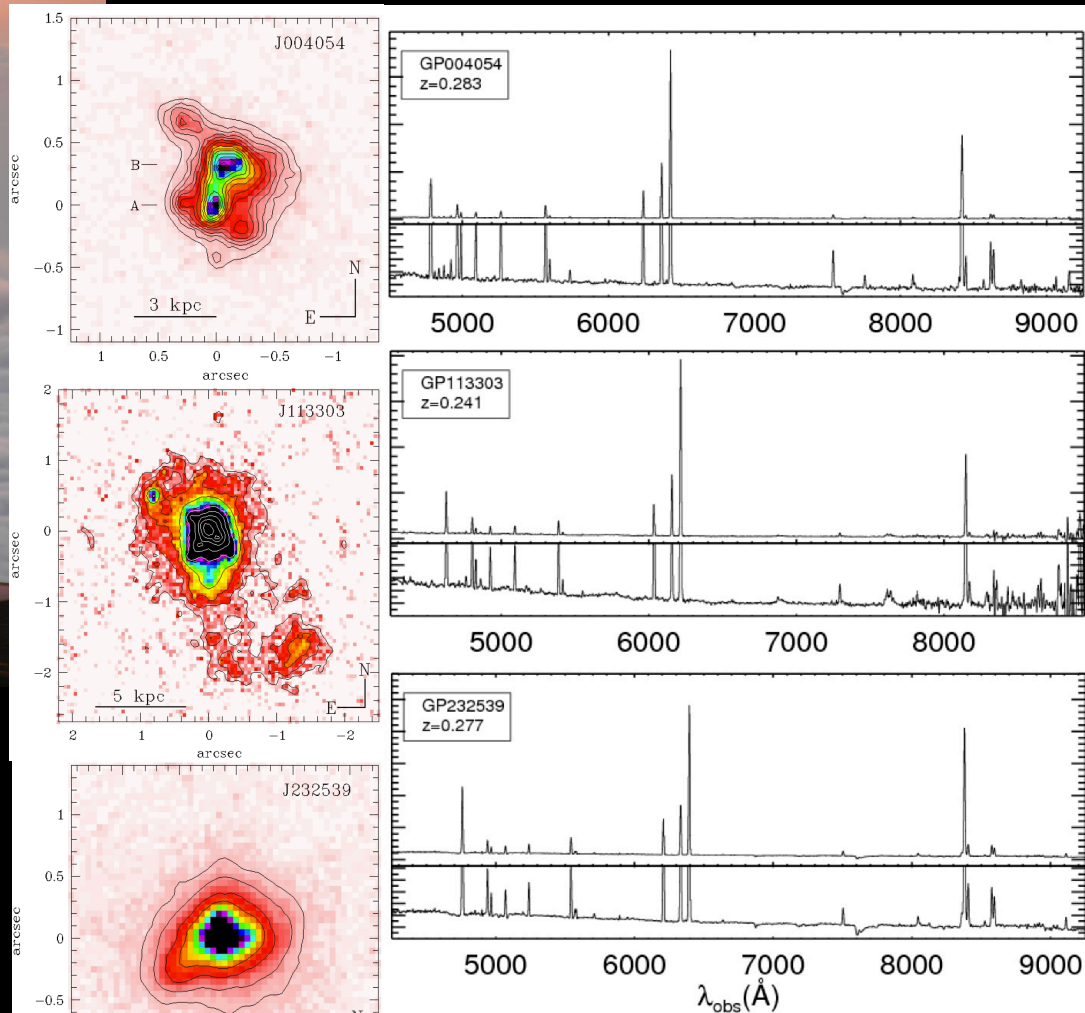 1.5
1
0.5
0
−0.5
−1
arcsec
J004054
B
A
3 kpc
N
E
1
0.5
0
−0.5
−1
arcsec
GP004054
z=0.283
5000
6000
7000
8000
9000
2
1
0
−1
−2
arcsec
J113303
5 kpc
N
E
2
1
0
−1
−2
arcsec
GP113303
z=0.241
5000
6000
7000
8000
1
0
−0.5
arcsec
J232539
GP232539
z=0.277
5000
6000
7000
8000
9000
λobs(Å)